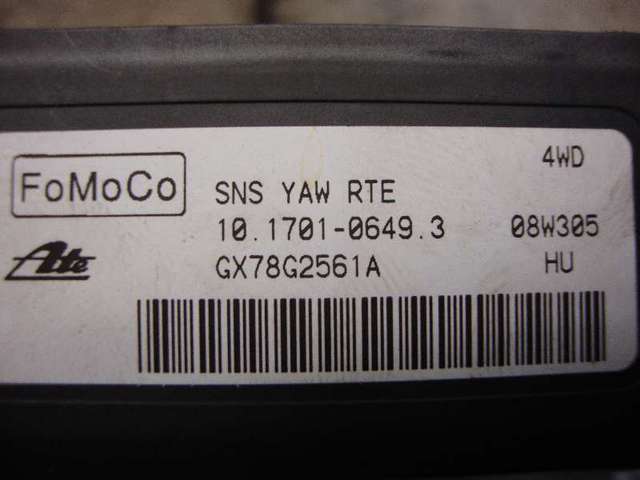 4WD
FoMoCo SNS YAW RTE
10.1701-0649.3 08W305
Ate GX78G2561A HU